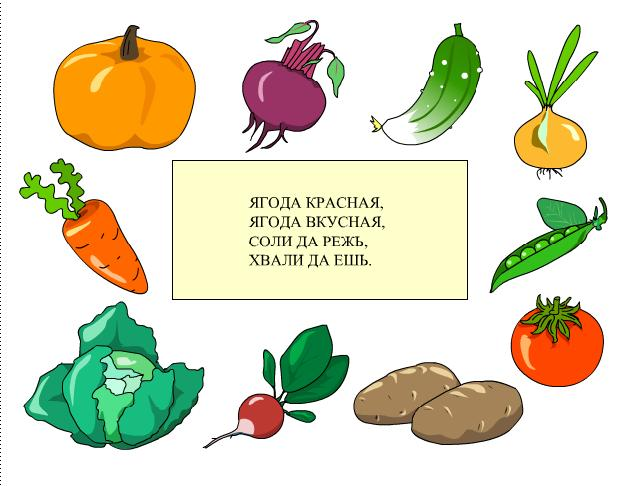 ЯГОДА КРАСНАЯ,
ЯГОДА ВКУСНАЯ,
СОЛИ ДА РЕЖЬ,
ХВАЛИ ДА ЕШЬ.